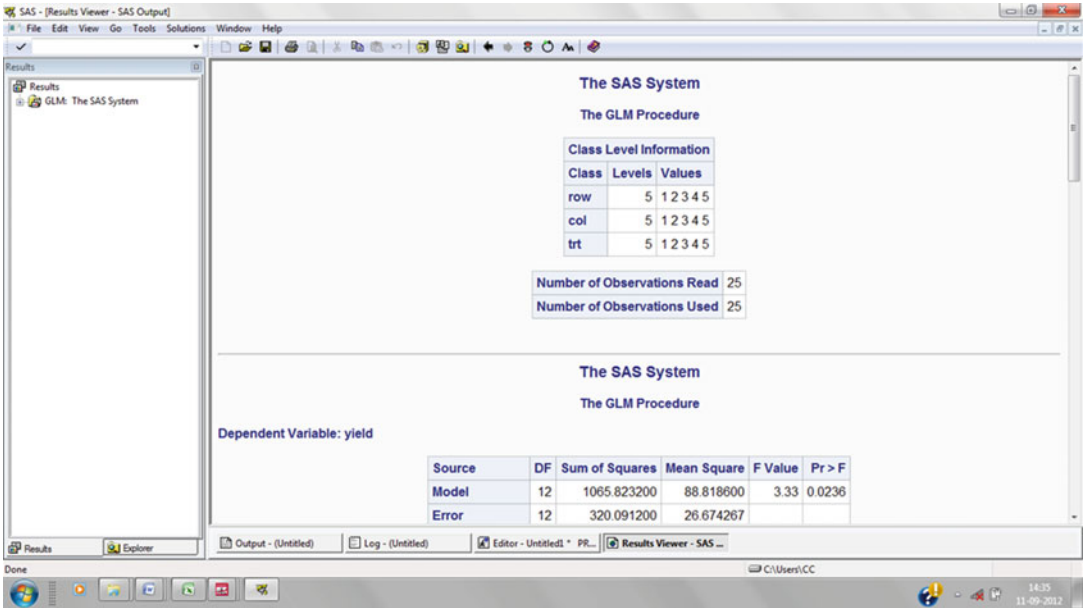 SAS - [Results Viewer - SAS Output]
File Edit View Go Tools Solutions Window Help
Results
Results
GLM: The SAS System
The SAS System
The GLM Procedure
Class Level Information
Class Levels Values
row 5 1 2 3 4 5
col 5 1 2 3 4 5
trt 5 1 2 3 4 5
Number of Observations Read 25
Number of Observations Used 25
The SAS System
The GLM Procedure
Dependent Variable: yield
Source DF Sum of Squares Mean Square F Value Pr > F
Model 12 1065.823200 88.818600 3.33 0.0236
Error 12 320.091200 26.674267
Results Explorer
Output - (Untitled) Log - (Untitled) Editor - Untitled1 * PR... Results Viewer - SAS ...
Done C:\Users\CC
14:35
11-09-2012